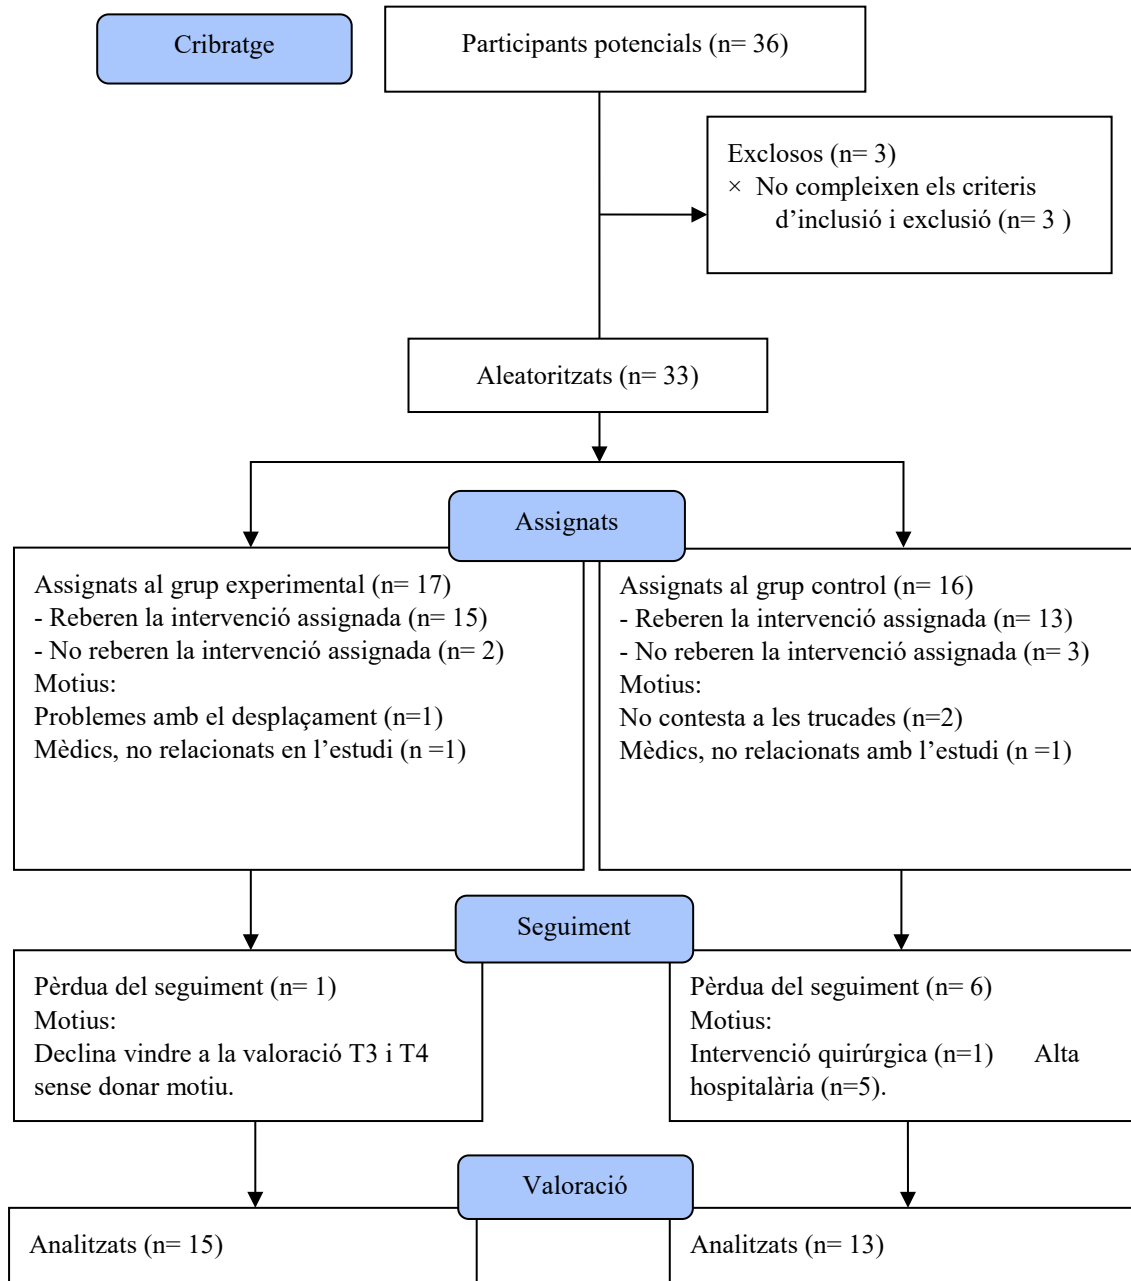 Cribratge
Participants potencials (n= 36)
Exclosos (n= 3)
× No compleixen els criteris
d’inclusió i exclusió (n= 3 )
Aleatoritzats (n= 33)
Assignats
Assignats al grup experimental (n= 17)
- Reberen la intervenció assignada (n= 15)
- No reberen la intervenció assignada (n= 2)
Motius:
Problemes amb el desplaçament (n=1)
Mèdics, no relacionats en l’estudi (n =1)
Assignats al grup control (n= 16)
- Reberen la intervenció assignada (n= 13)
- No reberen la intervenció assignada (n= 3)
Motius:
No contesta a les trucades (n=2)
Mèdics, no relacionats amb l’estudi (n =1)
Seguiment
Pèrdua del seguiment (n= 1)
Motius:
Declina vindre a la valoració T3 i T4
sense donar motiu.
Pèrdua del seguiment (n= 6)
Motius:
Intervenció quirúrgica (n=1) Alta
hospitalària (n=5).
Valoració
Analitzats (n= 15)
Analitzats (n= 13)